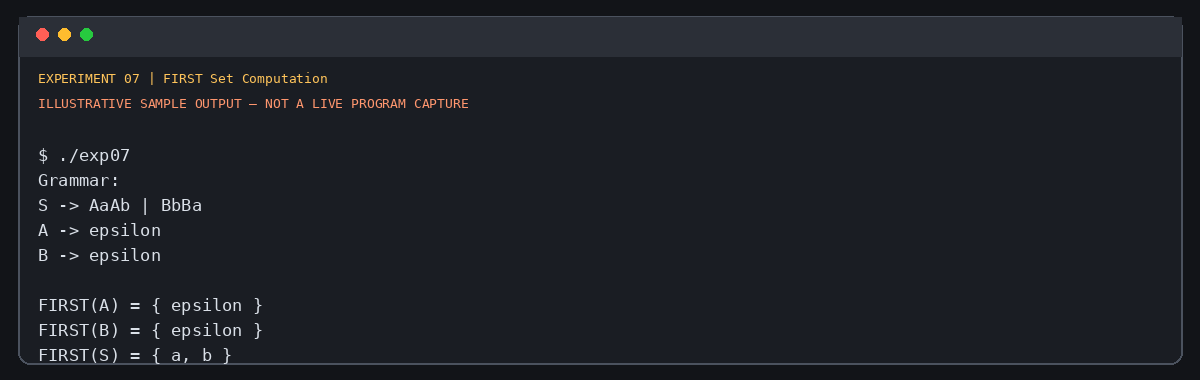 EXPERIMENT 07 | FIRST Set Computation
ILLUSTRATIVE SAMPLE OUTPUT — NOT A LIVE PROGRAM CAPTURE
$ ./exp07
Grammar:
S -> AaAb | BbBa
A -> epsilon
B -> epsilon
FIRST(A) = { epsilon }
FIRST(B) = { epsilon }
FIRST(S) = { a, b }